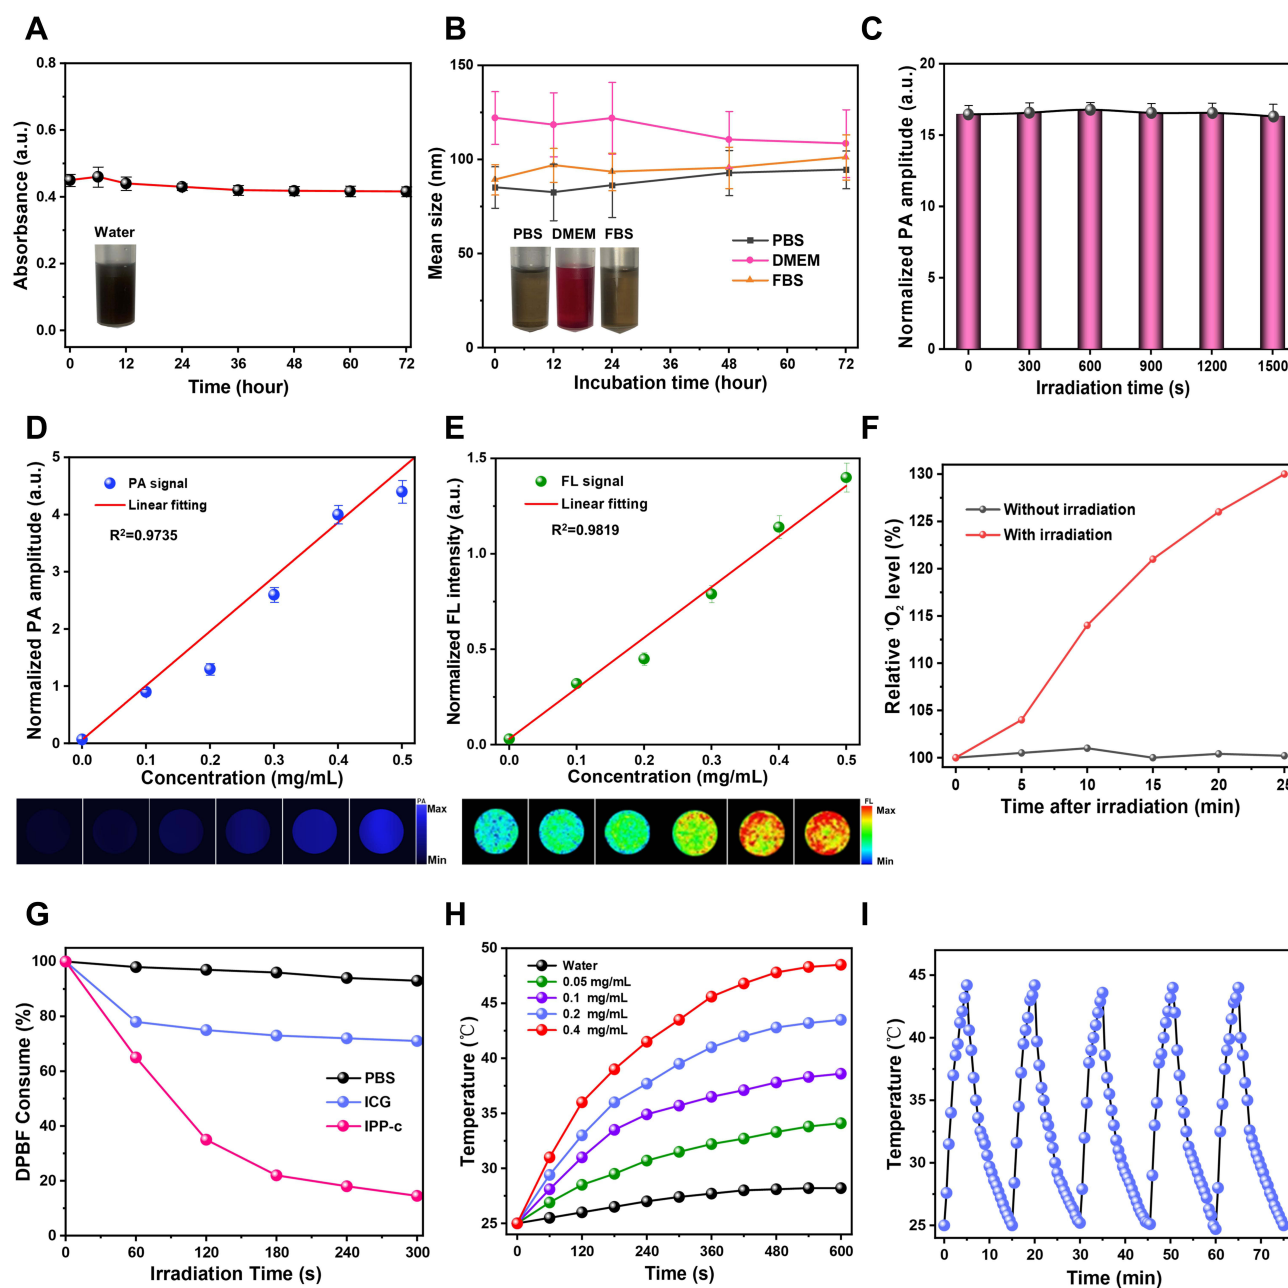 A
Absorbsance (a.u.)
0.8
0.6
0.4
0.2
0.0
Water
0 12 24 36 48 60 72
Time (hour)
B
Mean size (nm)
150
100
50
0
PBS DMEM FBS
PBS
DMEM
FBS
0 12 24 48 72
Incubation time (hour)
C
Normalized PA amplitude (a.u.)
20
15
10
5
0
0 300 600 900 1200 1500
Irradiation time (s)
D
Normalized PA amplitude (a.u.)
5
4
3
2
1
0
PA signal
Linear fitting
R²=0.9735
0.0 0.1 0.2 0.3 0.4 0.5
Concentration (mg/mL)
PA
Max
Min
E
Normalized FL intensity (a.u.)
1.5
1.0
0.5
0.0
FL signal
Linear fitting
R²=0.9819
0.0 0.1 0.2 0.3 0.4 0.5
Concentration (mg/mL)
FL
Max
Min
F
Relative ¹O₂ level (%)
130
125
120
115
110
105
100
Without irradiation
With irradiation
0 5 10 15 20 25
Time after irradiation (min)
G
DPBF Consume (%)
100
80
60
40
20
0
PBS
ICG
IPP-c
0 60 120 180 240 300
Irradiation Time (s)
H
Temperature (℃)
50
45
40
35
30
25
Water
0.05 mg/mL
0.1 mg/mL
0.2 mg/mL
0.4 mg/mL
0 120 240 360 480 600
Time (s)
I
Temperature (℃)
45
40
35
30
25
0 10 20 30 40 50 60 70
Time (min)